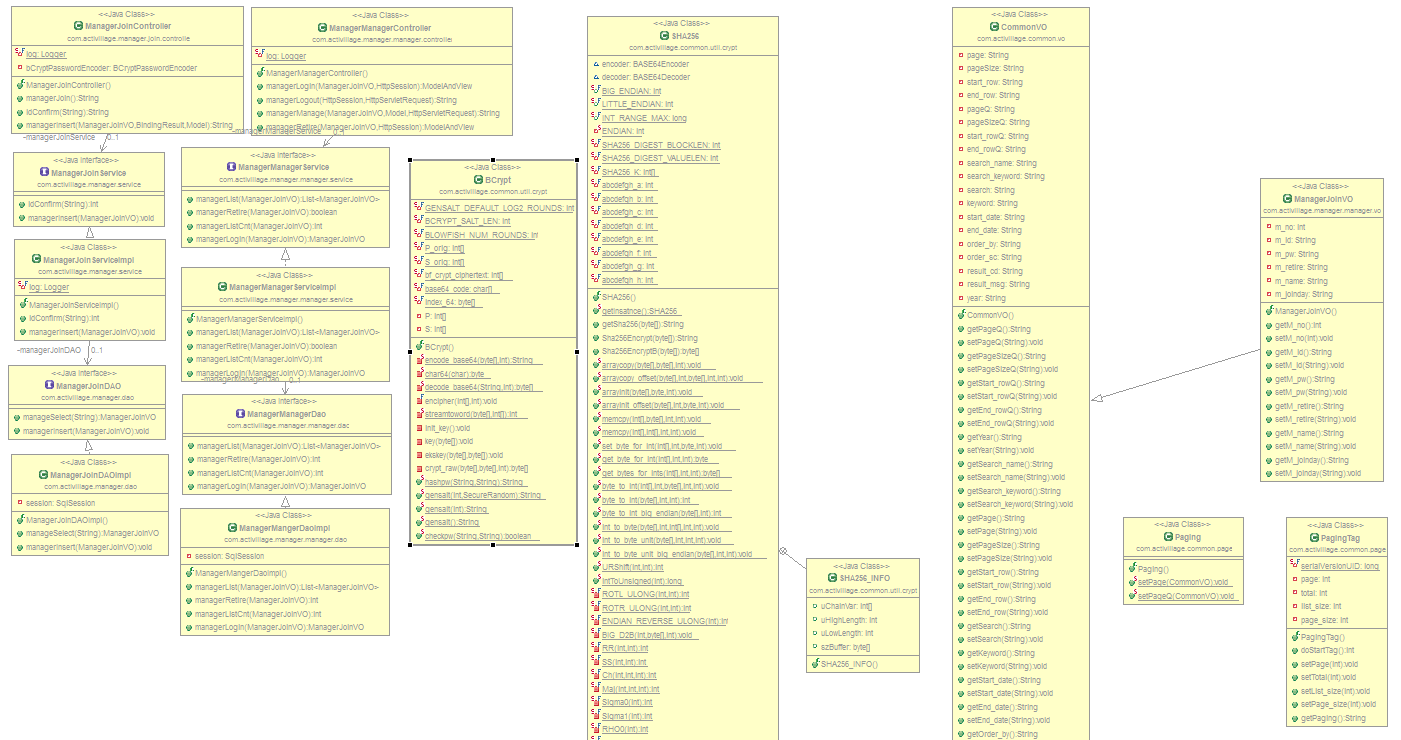 <<Java Class>>
ManagerJoinController
com.activillage.manager.join.controlle
log: Logger
bCryptPasswordEncoder: BCryptPasswordEncoder
ManagerJoinController()
managerJoin():String
idConfirm(String):String
managerInsert(ManagerJoinVO,BindingResult,Model):String
-managerJoinService
0..1
<<Java Interface>>
ManagerJoinService
com.activillage.manager.service
idConfirm(String):int
managerInsert(ManagerJoinVO):void
<<Java Class>>
ManagerJoinServiceImpl
com.activillage.manager.service
log: Logger
ManagerJoinServiceImpl()
idConfirm(String):int
managerInsert(ManagerJoinVO):void
-managerJoinDAO
0..1
<<Java Interface>>
ManagerJoinDAO
com.activillage.manager.dao
manageSelect(String):ManagerJoinVO
managerInsert(ManagerJoinVO):void
<<Java Class>>
ManagerJoinDAOImpl
com.activillage.manager.dao
session: SqlSession
ManagerJoinDAOImpl()
manageSelect(String):ManagerJoinVO
managerInsert(ManagerJoinVO):void
<<Java Class>>
ManagerManagerController
com.activillage.manager.manager.controller
log: Logger
ManagerManagerController()
managerLogin(ManagerJoinVO,HttpSession):ModelAndView
managerLogout(HttpSession,HttpServletRequest):String
managerManage(ManagerJoinVO,Model,HttpServletRequest):String
managerRetire(ManagerJoinVO,HttpSession):ModelAndView
-managerManagerService
0..1
<<Java Interface>>
ManagerManagerService
com.activillage.manager.manager.service
managerList(ManagerJoinVO):List<ManagerJoinVO>
managerRetire(ManagerJoinVO):boolean
managerListCnt(ManagerJoinVO):int
managerLogin(ManagerJoinVO):ManagerJoinVO
<<Java Class>>
ManagerManagerServiceImpl
com.activillage.manager.manager.service
ManagerManagerServiceImpl()
managerList(ManagerJoinVO):List<ManagerJoinVO>
managerRetire(ManagerJoinVO):boolean
managerListCnt(ManagerJoinVO):int
managerLogin(ManagerJoinVO):ManagerJoinVO
-managerManagerDao
0..1
<<Java Interface>>
ManagerManagerDao
com.activillage.manager.manager.dao
managerList(ManagerJoinVO):List<ManagerJoinVO>
managerRetire(ManagerJoinVO):int
managerListCnt(ManagerJoinVO):int
managerLogin(ManagerJoinVO):ManagerJoinVO
<<Java Class>>
ManagerMangerDaoImpl
com.activillage.manager.manager.dao
session: SqlSession
ManagerMangerDaoImpl()
managerList(ManagerJoinVO):List<ManagerJoinVO>
managerRetire(ManagerJoinVO):int
managerListCnt(ManagerJoinVO):int
managerLogin(ManagerJoinVO):ManagerJoinVO
<<Java Class>>
BCrypt
com.activillage.common.util.crypt
GENSALT_DEFAULT_LOG2_ROUNDS: int
BCRYPT_SALT_LEN: int
BLOWFISH_NUM_ROUNDS: int
P_orig: int[]
S_orig: int[]
bf_crypt_ciphertext: int[]
base64_code: char[]
index_64: byte[]
P: int[]
S: int[]
BCrypt()
encode_base64(byte[],int):String
char64(char):byte
decode_base64(String,int):byte[]
encipher(int[],int):void
streamtoword(byte[],int[]):int
init_key():void
key(byte[]):void
ekskey(byte[],byte[]):void
crypt_raw(byte[],byte[],int):byte[]
hashpw(String,String):String
gensalt(int,SecureRandom):String
gensalt(int):String
gensalt():String
checkpw(String,String):boolean
<<Java Class>>
SHA256
com.activillage.common.util.crypt
encoder: BASE64Encoder
decoder: BASE64Decoder
BIG_ENDIAN: int
LITTLE_ENDIAN: int
INT_RANGE_MAX: long
ENDIAN: int
SHA256_DIGEST_BLOCKLEN: int
SHA256_DIGEST_VALUELEN: int
SHA256_K: int[]
abcdefgh_a: int
abcdefgh_b: int
abcdefgh_c: int
abcdefgh_d: int
abcdefgh_e: int
abcdefgh_f: int
abcdefgh_g: int
abcdefgh_h: int
SHA256()
getInsatnce():SHA256
getSha256(byte[]):String
Sha256Encrypt(byte[]):String
Sha256EncryptB(byte[]):byte[]
arraycopy(byte[],byte[],int):void
arraycopy_offset(byte[],int,byte[],int,int):void
arrayinit(byte[],byte,int):void
arrayinit_offset(byte[],int,byte,int):void
memcpy(int[],byte[],int,int):void
memcpy(int[],int[],int,int):void
set_byte_for_int(int[],int,byte,int):void
get_byte_for_int(int[],int,int):byte
get_bytes_for_ints(int[],int,int):byte[]
byte_to_int(int[],int,byte[],int,int):void
byte_to_int(byte[],int,int):int
byte_to_int_big_endian(byte[],int):int
int_to_byte(byte[],int,int[],int,int):void
int_to_byte_unit(byte[],int,int,int):void
int_to_byte_unit_big_endian(byte[],int,int):void
URShift(int,int):int
intToUnsigned(int):long
ROTL_ULONG(int,int):int
ROTR_ULONG(int,int):int
ENDIAN_REVERSE_ULONG(int):int
BIG_D2B(int,byte[],int):void
RR(int,int):int
SS(int,int):int
Ch(int,int,int):int
Maj(int,int,int):int
Sigma0(int):int
Sigma1(int):int
RHO0(int):int
<<Java Class>>
SHA256_INFO
com.activillage.common.util.crypt
uChainVar: int[]
uHighLength: int
uLowLength: int
szBuffer: byte[]
SHA256_INFO()
<<Java Class>>
CommonVO
com.activillage.common.vo
page: String
pageSize: String
start_row: String
end_row: String
pageQ: String
pageSizeQ: String
start_rowQ: String
end_rowQ: String
search_name: String
search_keyword: String
search: String
keyword: String
start_date: String
end_date: String
order_by: String
order_sc: String
result_cd: String
result_msg: String
year: String
CommonVO()
getPageQ():String
setPageQ(String):void
getPageSizeQ():String
setPageSizeQ(String):void
getStart_rowQ():String
setStart_rowQ(String):void
getEnd_rowQ():String
setEnd_rowQ(String):void
getYear():String
setYear(String):void
getSearch_name():String
setSearch_name(String):void
getSearch_keyword():String
setSearch_keyword(String):void
getPage():String
setPage(String):void
getPageSize():String
setPageSize(String):void
getStart_row():String
setStart_row(String):void
getEnd_row():String
setEnd_row(String):void
getSearch():String
setSearch(String):void
getKeyword():String
setKeyword(String):void
getStart_date():String
setStart_date(String):void
getEnd_date():String
setEnd_date(String):void
getOrder_by():String
<<Java Class>>
ManagerJoinVO
com.activillage.manager.manager.vo
m_no: int
m_id: String
m_pw: String
m_retire: String
m_name: String
m_joinday: String
ManagerJoinVO()
getM_no():int
setM_no(int):void
getM_id():String
setM_id(String):void
getM_pw():String
setM_pw(String):void
getM_retire():String
setM_retire(String):void
getM_name():String
setM_name(String):void
getM_joinday():String
setM_joinday(String):void
<<Java Class>>
Paging
com.activillage.common.page
Paging()
setPage(CommonVO):void
setPageQ(CommonVO):void
<<Java Class>>
PagingTag
com.activillage.common.page
serialVersionUID: long
page: int
total: int
list_size: int
page_size: int
PagingTag()
doStartTag():int
setPage(int):void
setTotal(int):void
setList_size(int):void
setPage_size(int):void
getPaging():String